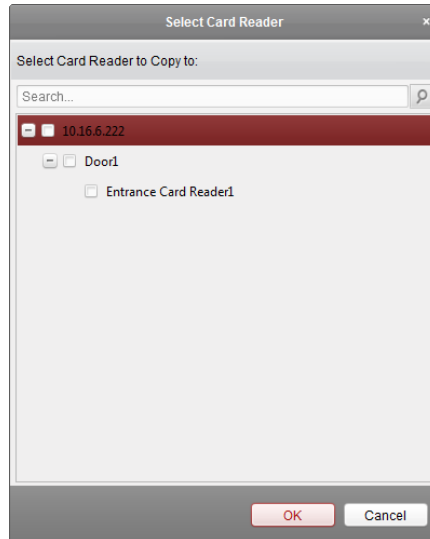 Select Card Reader ×
Select Card Reader to Copy to:
Search...
10.16.6.222
Door1
Entrance Card Reader1
OK Cancel